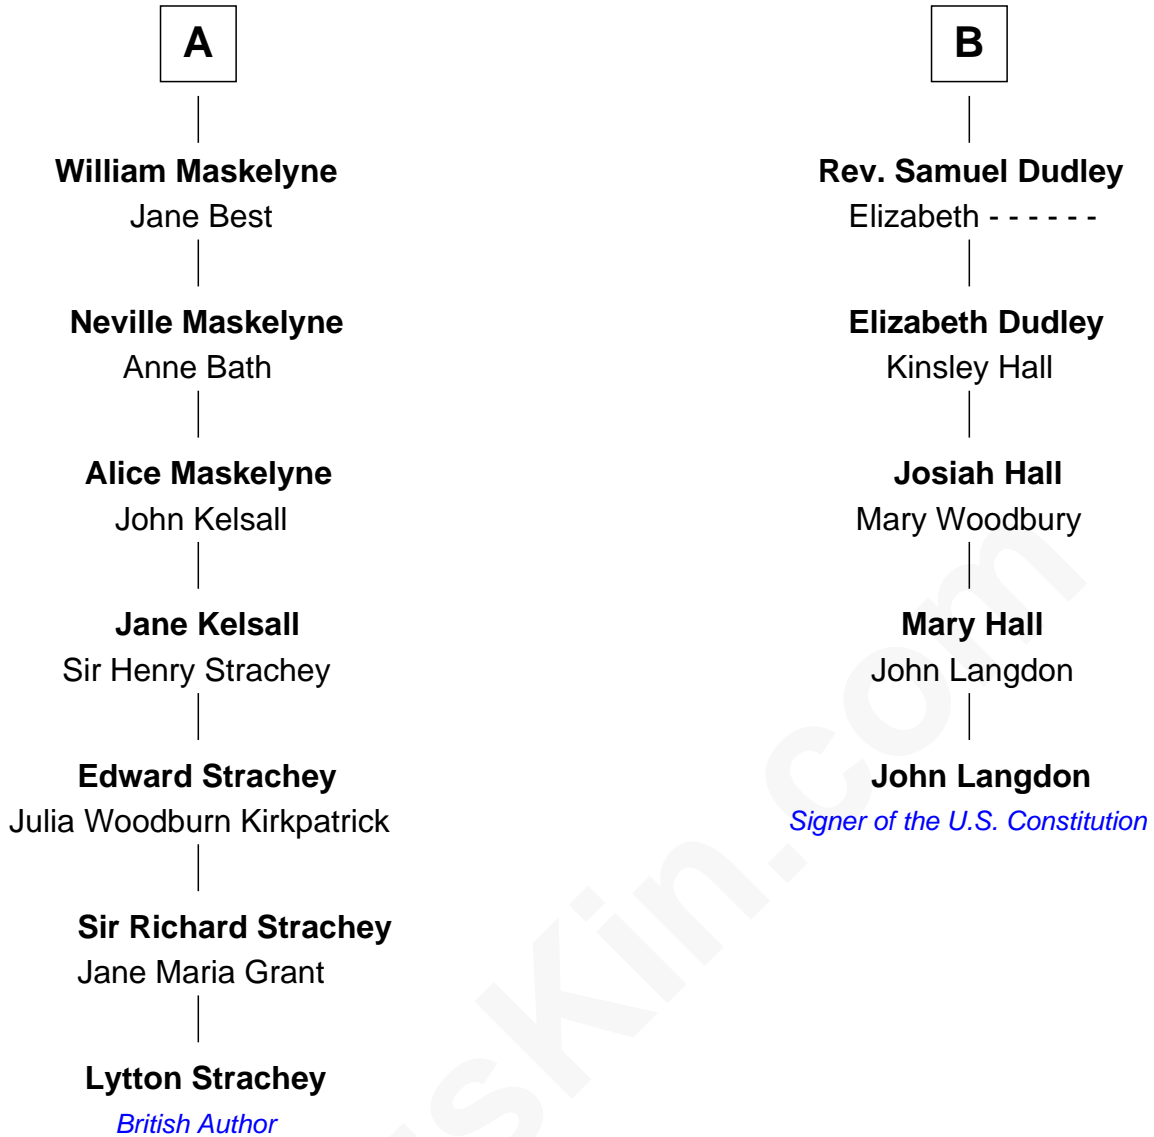 A
William Maskelyne
Jane Best
Neville Maskelyne
Anne Bath
Alice Maskelyne
John Kelsall
Jane Kelsall
Sir Henry Strachey
Edward Strachey
Julia Woodburn Kirkpatrick
Sir Richard Strachey
Jane Maria Grant
Lytton Strachey
British Author
B
Rev. Samuel Dudley
Elizabeth - - - - - -
Elizabeth Dudley
Kinsley Hall
Josiah Hall
Mary Woodbury
Mary Hall
John Langdon
John Langdon
Signer of the U.S. Constitution
sKin.com